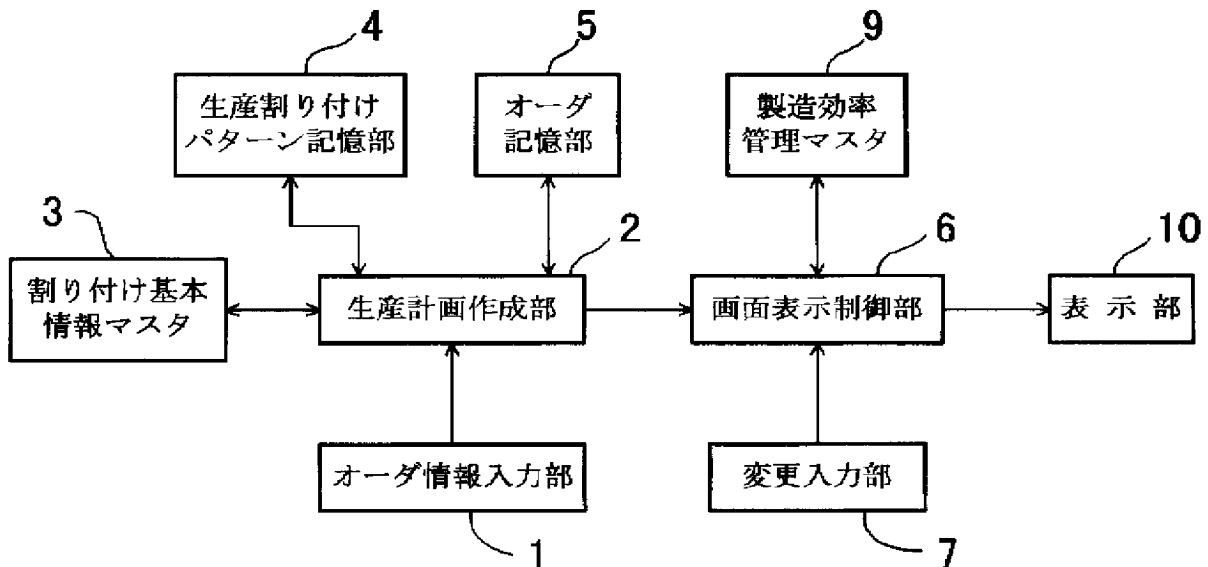 4
5
9
生産割り付け
パターン記憶部
オーダ
記憶部
製造効率
管理マスタ
3
2
6
10
割り付け基本
情報マスタ
生産計画作成部
画面表示制御部
表 示 部
オーダ情報入力部
変更入力部
1
7